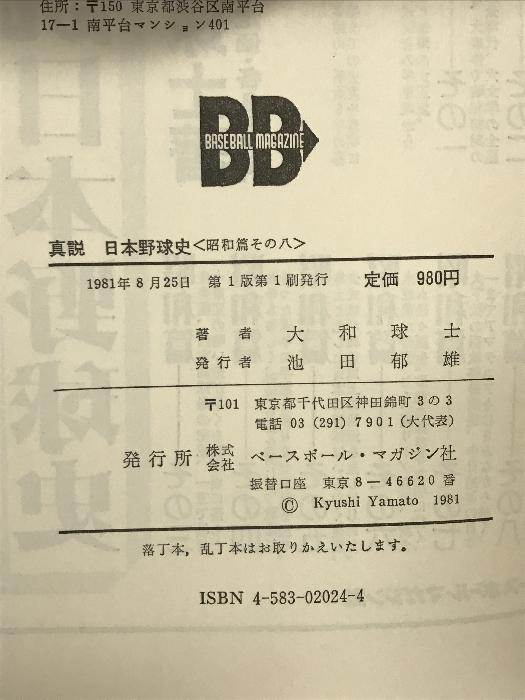 住所：〒150 東京都渋谷区南平台
17－1 南平台マンション401
BB
BASEBALL MAGAZINE
真説 日本野球史＜昭和篇その八＞
1981年8月25日 第1版第1刷発行 定価 980円
著者 大和球士
発行者 池田郁雄
〒101 東京都千代田区神田錦町3の3
電話 03 (291) 7901 (大代表)
発行所 株式会社 ベースボール・マガジン社
振替口座 東京8－46620番
© Kyushi Yamato 1981
落丁本，乱丁本はお取りかえいたします。
ISBN 4-583-02024-4